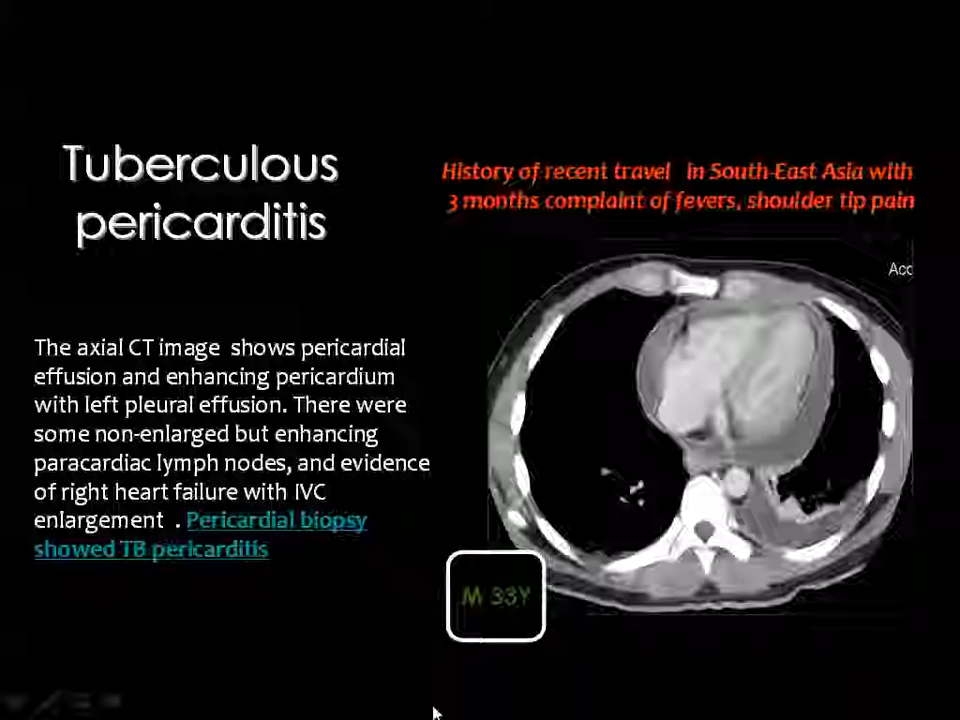 Tuberculous
pericarditis
History of recent travel in South-East Asia with
3 months complaint of fevers, shoulder tip pain
Acc
The axial CT image shows pericardial
effusion and enhancing pericardium
with left pleural effusion. There were
some non-enlarged but enhancing
paracardiac lymph nodes, and evidence
of right heart failure with IVC
enlargement . Pericardial biopsy
showed TB pericarditis
M 33Y